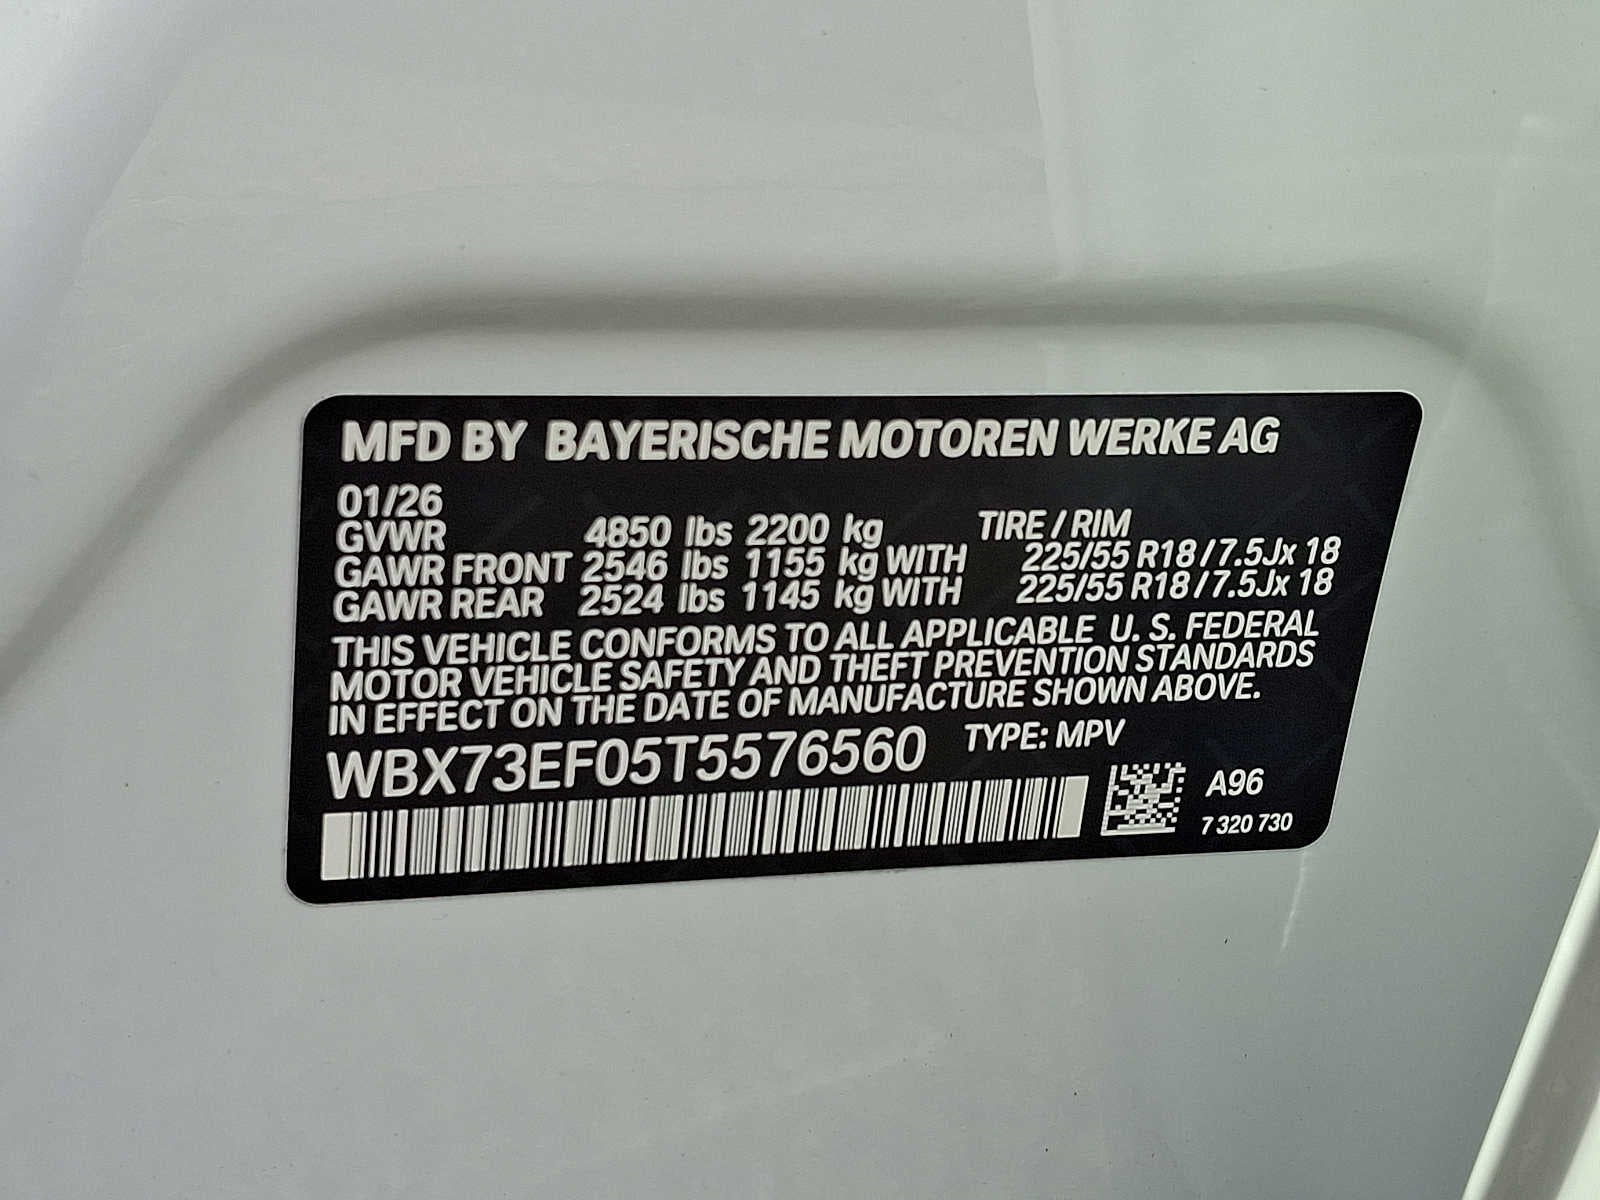 MFD BY BAYERISCHE MOTOREN WERKE AG
01/26
GVWR 4850 lbs 2200 kg TIRE / RIM
GAWR FRONT 2546 lbs 1155 kg WITH 225/55 R18 / 7.5Jx 18
GAWR REAR 2524 lbs 1145 kg WITH 225/55 R18 / 7.5Jx 18
THIS VEHICLE CONFORMS TO ALL APPLICABLE U. S. FEDERAL
MOTOR VEHICLE SAFETY AND THEFT PREVENTION STANDARDS
IN EFFECT ON THE DATE OF MANUFACTURE SHOWN ABOVE.
WBX73EF05T5576560 TYPE: MPV
A96
7 320 730